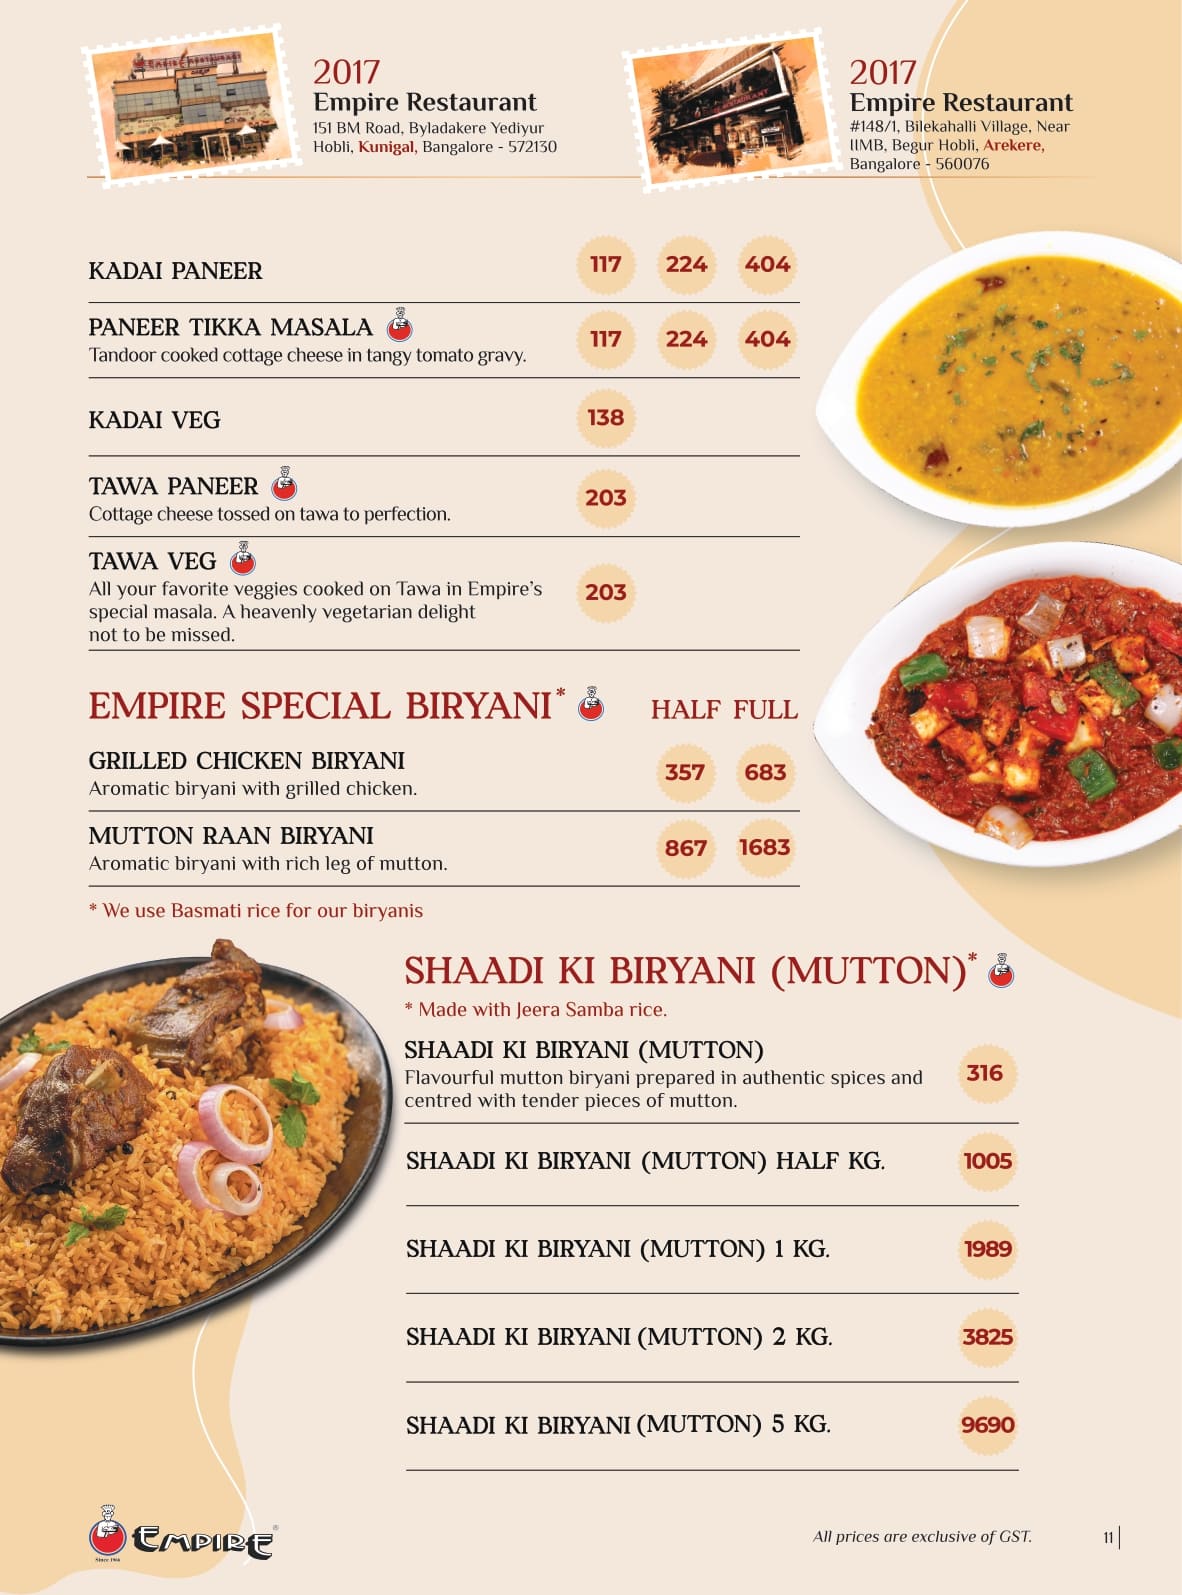 2017
Empire Restaurant
151 BM Road, Byladakere Yediyur
Hobli, Kunigal, Bangalore - 572130
2017
Empire Restaurant
#148/1, Bilekahalli Village, Near
IIMB, Begur Hobli, Arekere,
Bangalore - 560076
KADAI PANEER 117 224 404
PANEER TIKKA MASALA
Tandoor cooked cottage cheese in tangy tomato gravy. 117 224 404
KADAI VEG 138
TAWA PANEER
Cottage cheese tossed on tawa to perfection. 203
TAWA VEG
All your favorite veggies cooked on Tawa in Empire's
special masala. A heavenly vegetarian delight
not to be missed. 203
EMPIRE SPECIAL BIRYANI* HALF FULL
GRILLED CHICKEN BIRYANI
Aromatic biryani with grilled chicken. 357 683
MUTTON RAAN BIRYANI
Aromatic biryani with rich leg of mutton. 867 1683
* We use Basmati rice for our biryanis
SHAADI KI BIRYANI (MUTTON)*
* Made with Jeera Samba rice.
SHAADI KI BIRYANI (MUTTON)
Flavourful mutton biryani prepared in authentic spices and
centred with tender pieces of mutton. 316
SHAADI KI BIRYANI (MUTTON) HALF KG. 1005
SHAADI KI BIRYANI (MUTTON) 1 KG. 1989
SHAADI KI BIRYANI (MUTTON) 2 KG. 3825
SHAADI KI BIRYANI (MUTTON) 5 KG. 9690
EMPIRE
Since 1966
All prices are exclusive of GST. 11